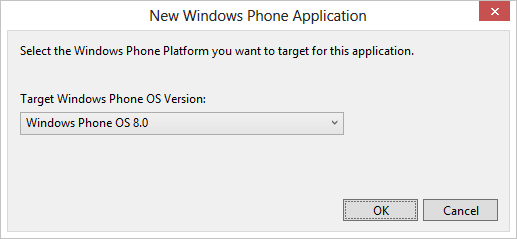 New Windows Phone Application
Select the Windows Phone Platform you want to target for this application.
Target Windows Phone OS Version:
Windows Phone OS 8.0
OK Cancel